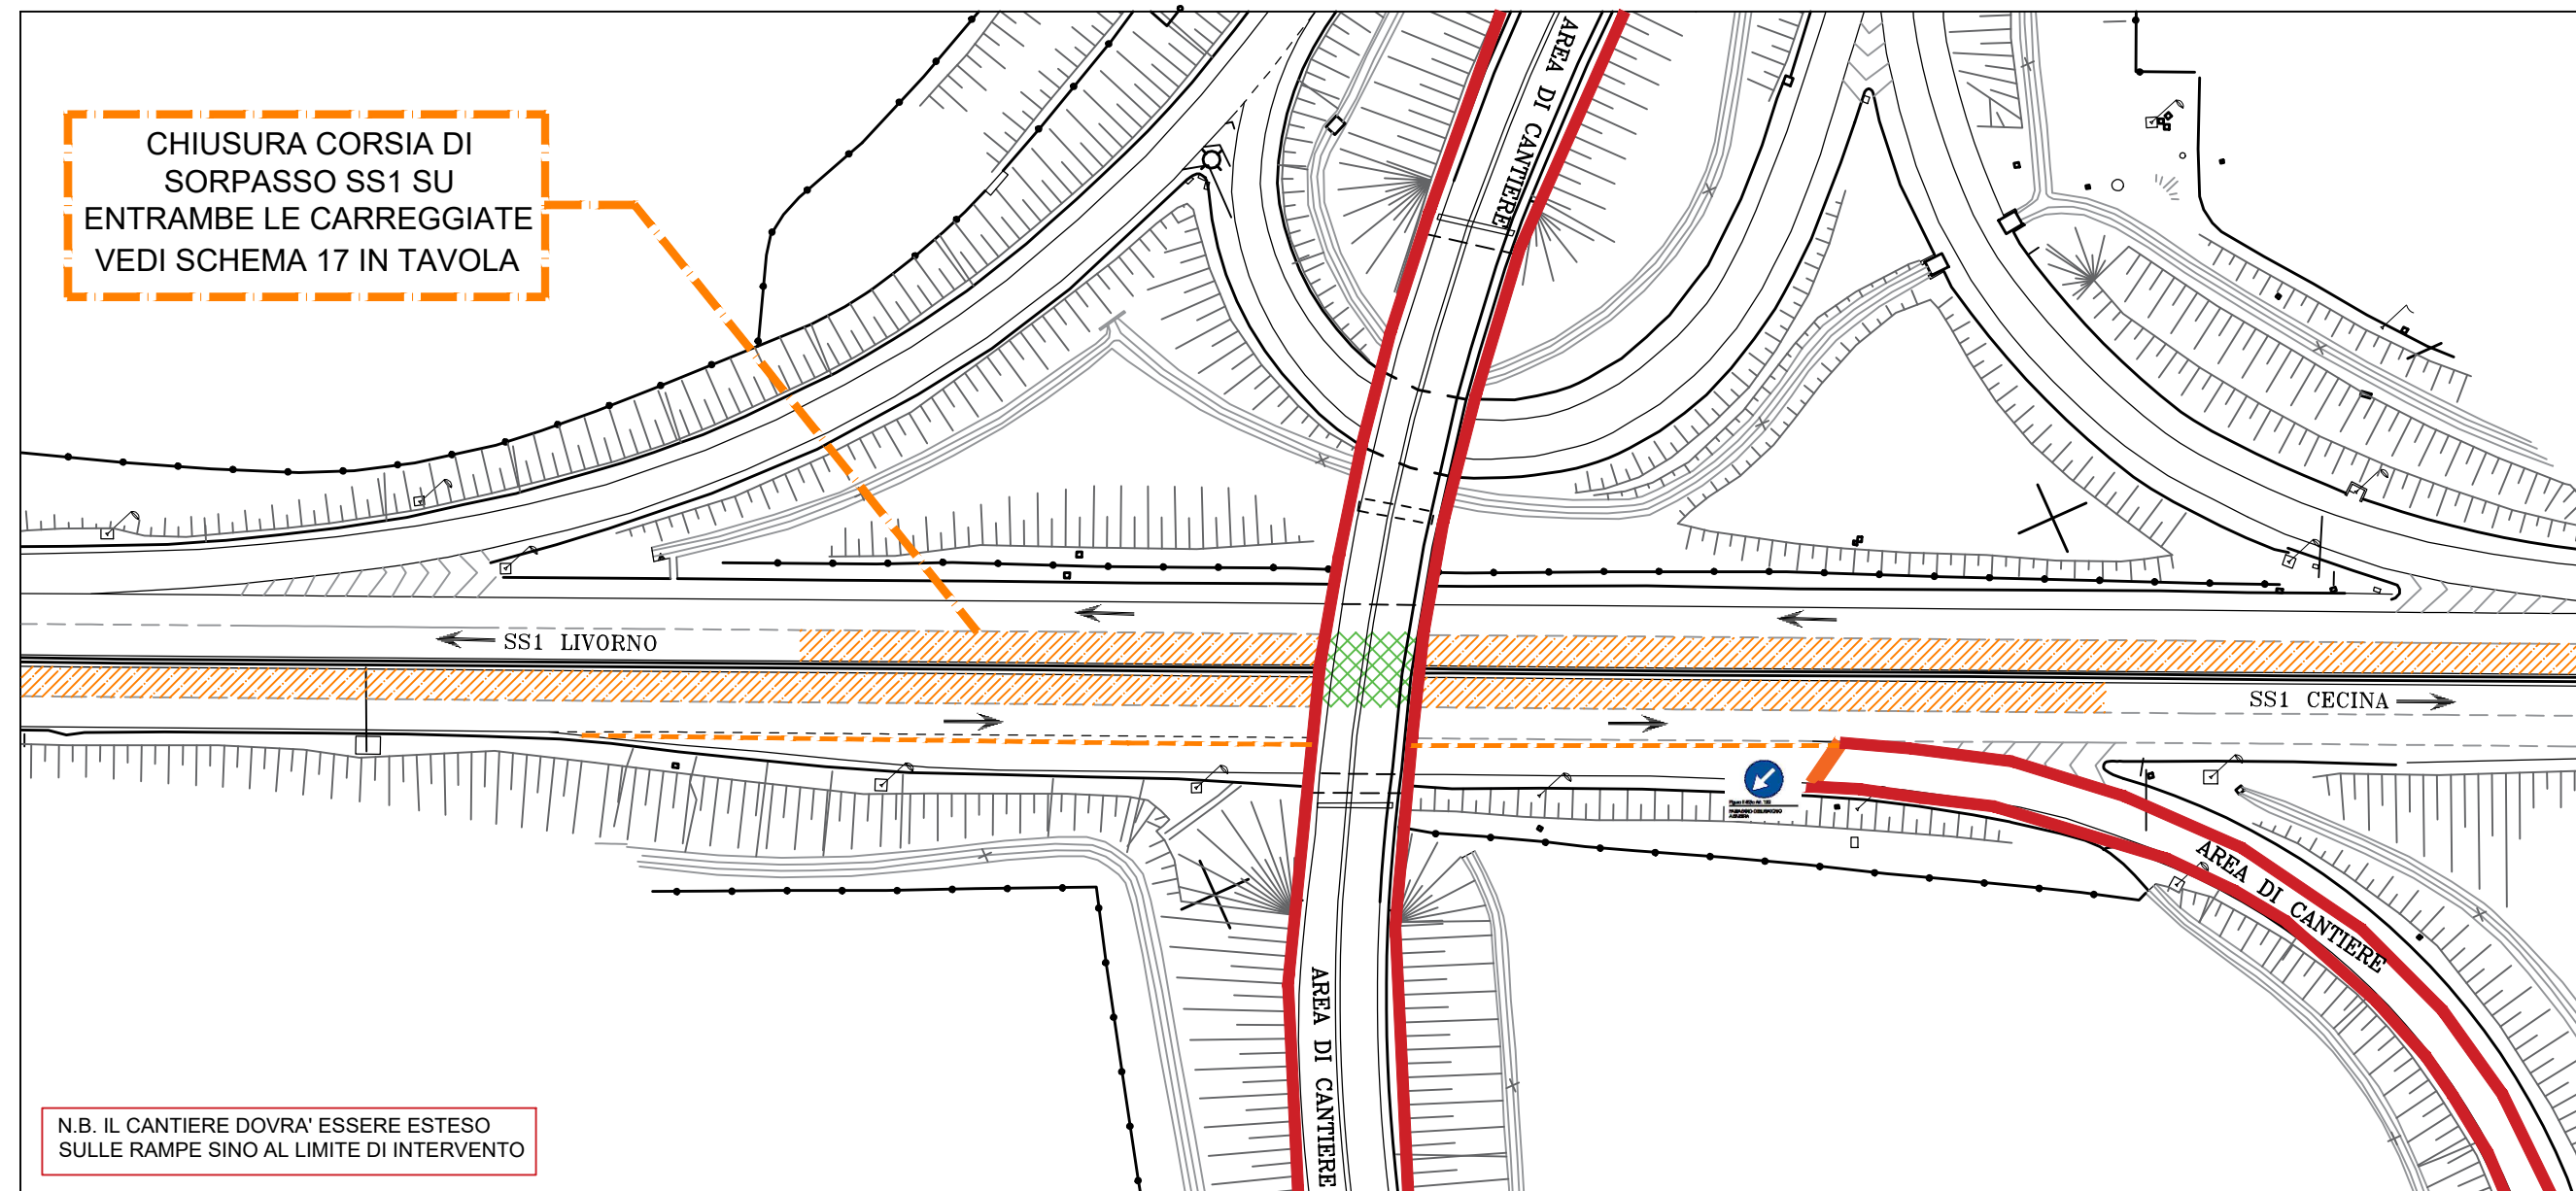 CHIUSURA CORSIA DI
SORPASSO SS1 SU
ENTRAMBE LE CARREGGIATE
VEDI SCHEMA 17 IN TAVOLA
AREA DI CANTIERE
SS1 LIVORNO
SS1 CECINA
AREA DI CANTIERE
AREA DI CANTIERE
N.B. IL CANTIERE DOVRA' ESSERE ESTESO
SULLE RAMPE SINO AL LIMITE DI INTERVENTO